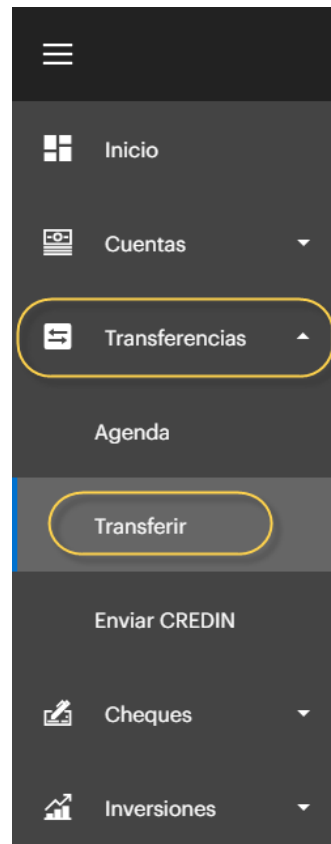 Inicio
Cuentas
Transferencias
Agenda
Transferir
Enviar CREDIN
Cheques
Inversiones